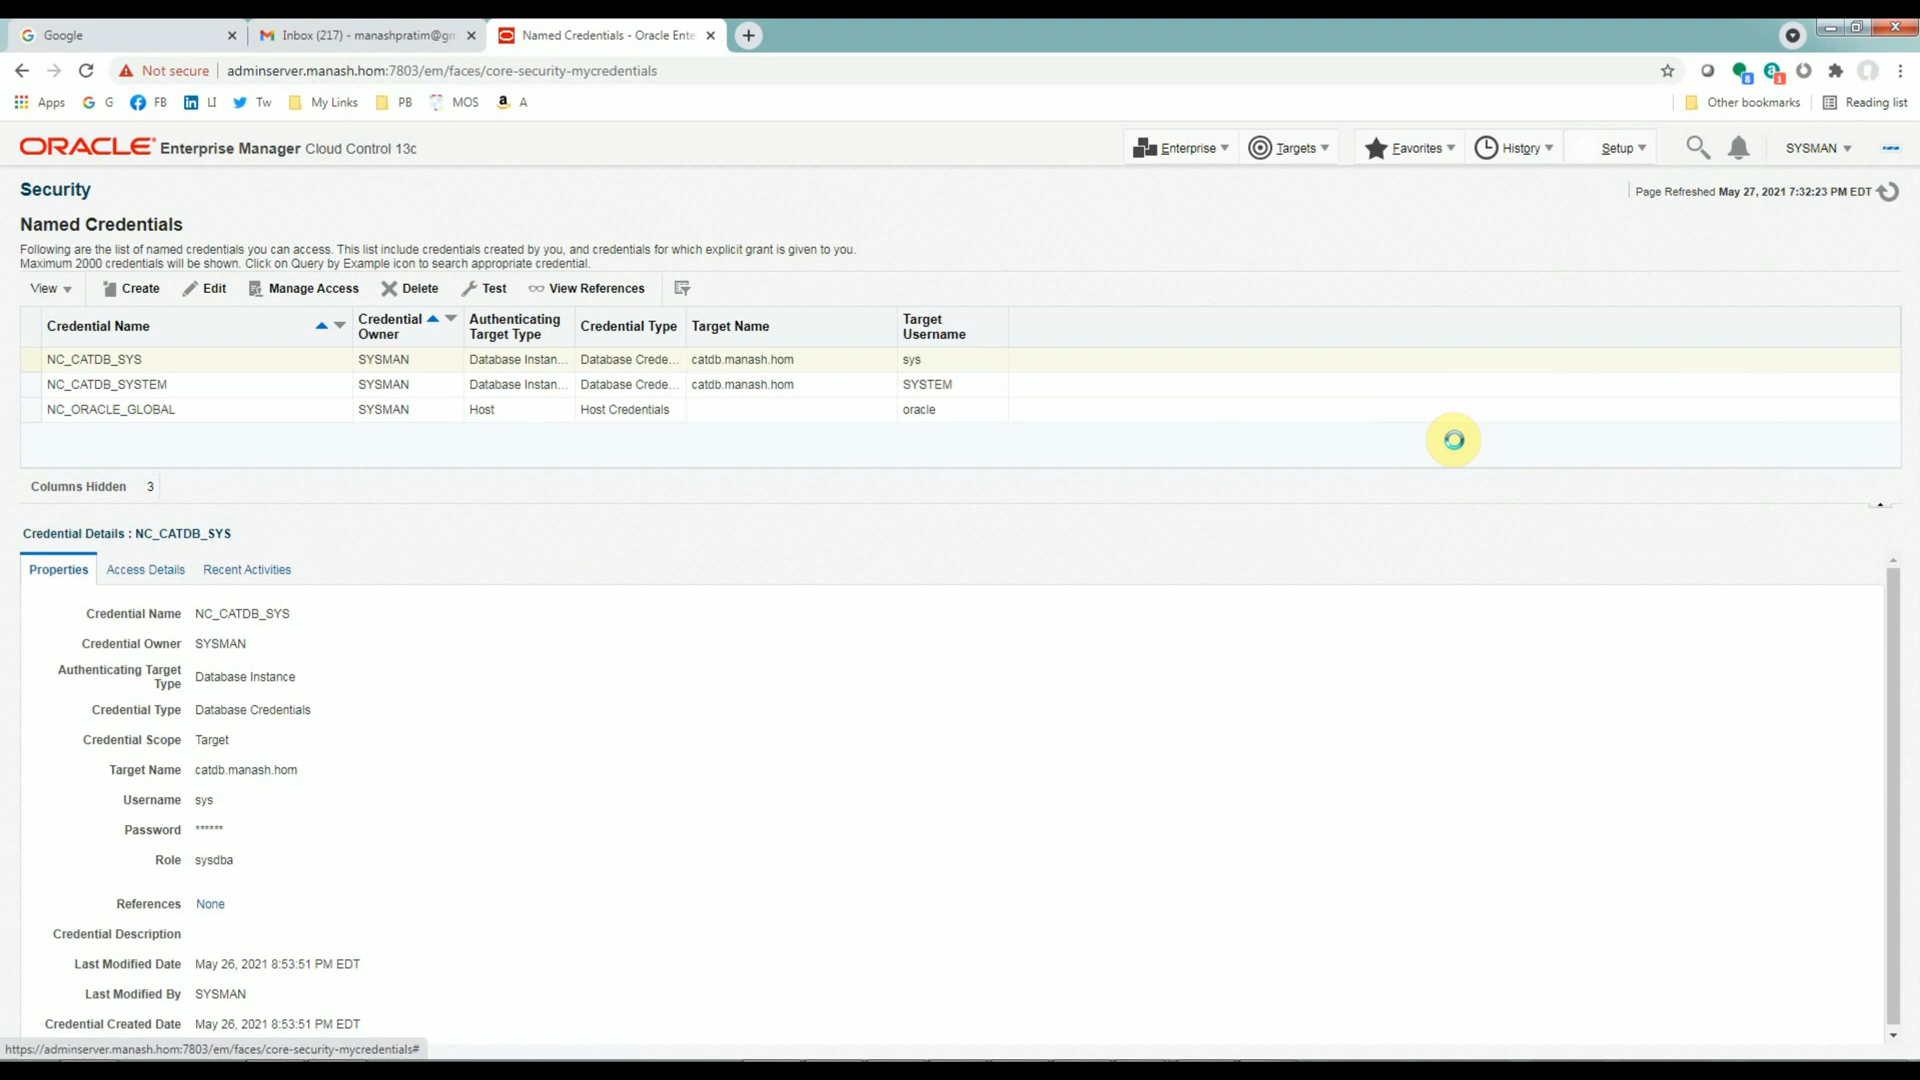 Google
Inbox (217) - manashpratim@gm
Named Credentials - Oracle Ente
Not secure
adminserver.manash.hom:7803/em/faces/core-security-mycredentials
8
1
Apps
G
FB
LI
Tw
My Links
PB
MOS
A
Other bookmarks
Reading list
ORACLE Enterprise Manager Cloud Control 13c
Enterprise
Targets
Favorites
History
Setup
SYSMAN
Security
Page Refreshed May 27, 2021 7:32:23 PM EDT
Named Credentials
Following are the list of named credentials you can access. This list include credentials created by you, and credentials for which explicit grant is given to you.
Maximum 2000 credentials will be shown. Click on Query by Example icon to search appropriate credential.
View Create Edit Manage Access Delete Test View References
Credential Name
Credential Owner
Authenticating Target Type
Credential Type
Target Name
Target Username
NC_CATDB_SYS SYSMAN Database Instan... Database Crede... catdb.manash.hom sys
NC_CATDB_SYSTEM SYSMAN Database Instan... Database Crede... catdb.manash.hom SYSTEM
NC_ORACLE_GLOBAL SYSMAN Host Host Credentials oracle
Columns Hidden 3
Credential Details : NC_CATDB_SYS
Properties Access Details Recent Activities
Credential Name NC_CATDB_SYS
Credential Owner SYSMAN
Authenticating Target Type Database Instance
Credential Type Database Credentials
Credential Scope Target
Target Name catdb.manash.hom
Username sys
Password ******
Role sysdba
References None
Credential Description
Last Modified Date May 26, 2021 8:53:51 PM EDT
Last Modified By SYSMAN
Credential Created Date May 26, 2021 8:53:51 PM EDT
https://adminserver.manash.hom:7803/em/faces/core-security-mycredentials#